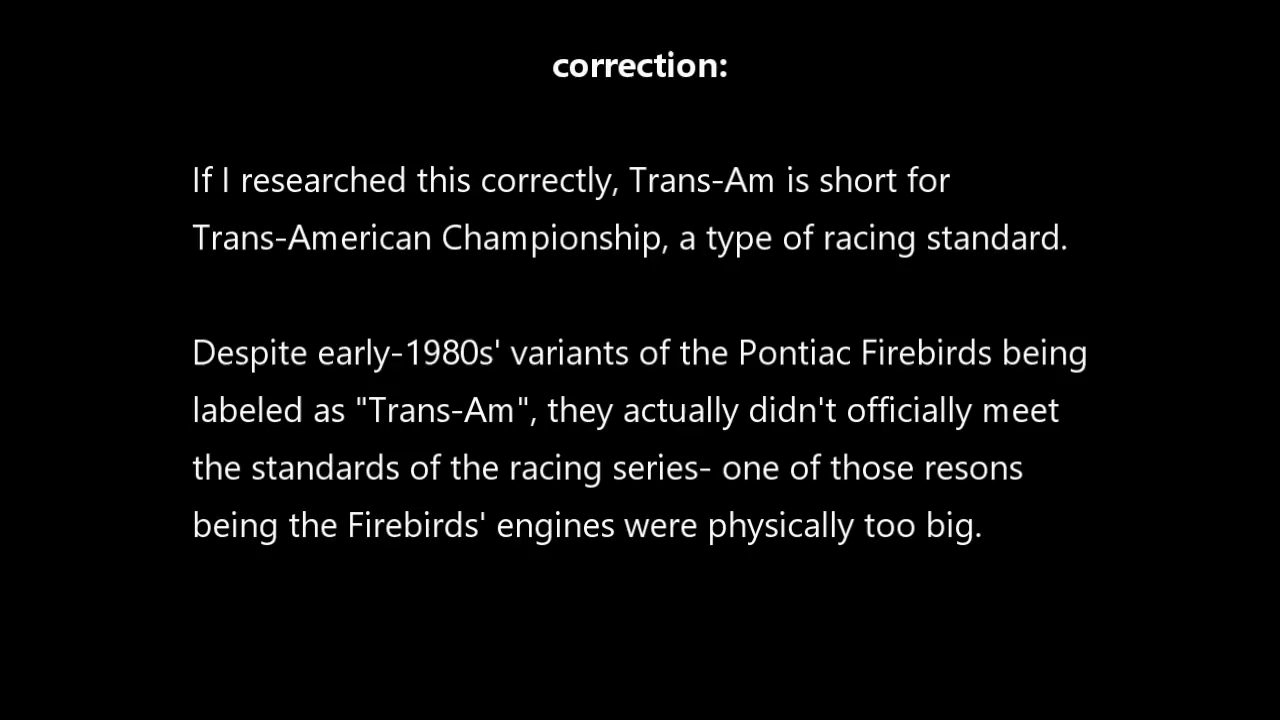 correction:
If I researched this correctly, Trans-Am is short for
Trans-American Championship, a type of racing standard.
Despite early-1980s' variants of the Pontiac Firebirds being
labeled as "Trans-Am", they actually didn't officially meet
the standards of the racing series- one of those resons
being the Firebirds' engines were physically too big.